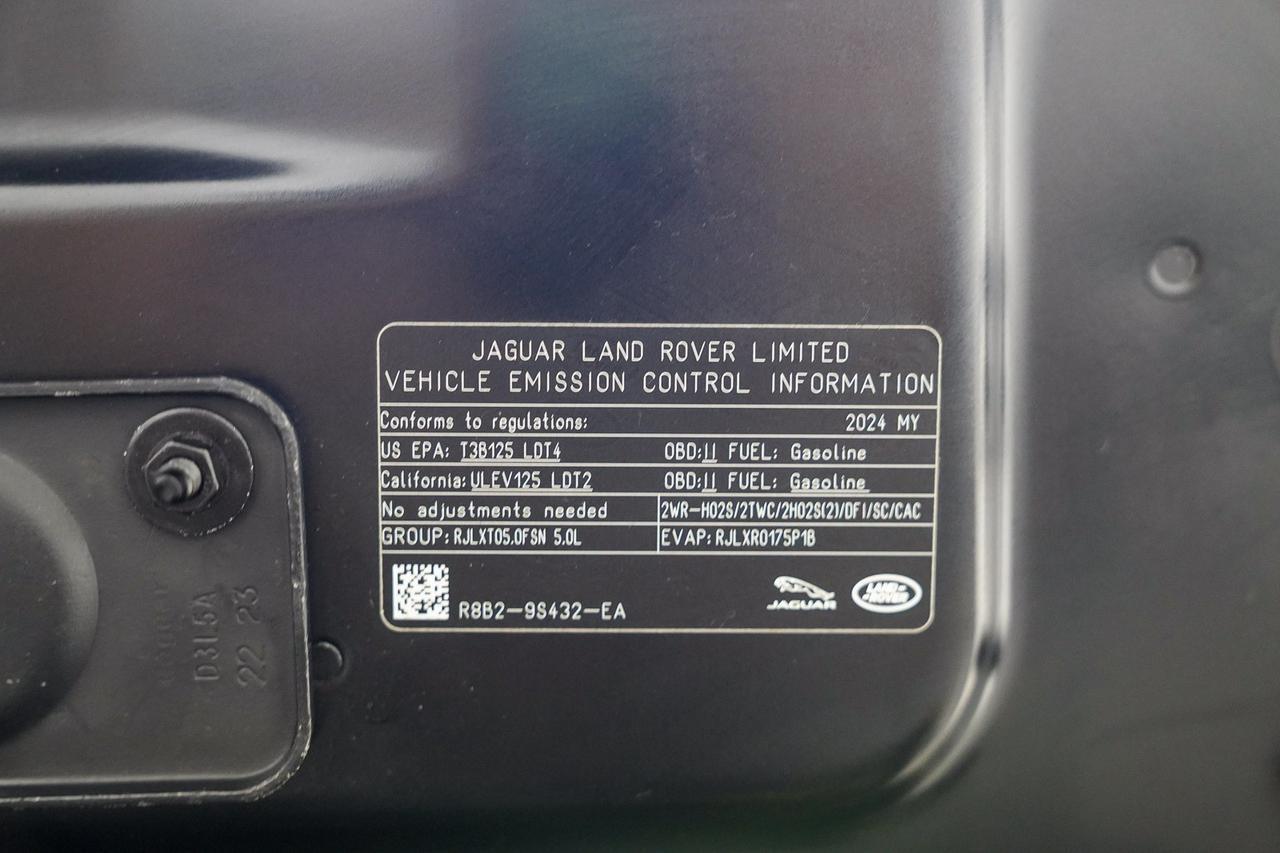 JAGUAR LAND ROVER LIMITED
VEHICLE EMISSION CONTROL INFORMATION
Conforms to regulations: 2024 MY
US EPA: T3B125 LDT4 OBD:II FUEL: Gasoline
California: ULEV125 LDT2 OBD:II FUEL: Gasoline
No adjustments needed 2WR-HO2S/2TWC/2HO2S(2)/DFI/SC/CAC
GROUP: RJLXT05.0FSN 5.0L EVAP: RJLXR0175P1B
R8B2-9S432-EA
JAGUAR
LAND-
-ROVER
D3L5A
22 23